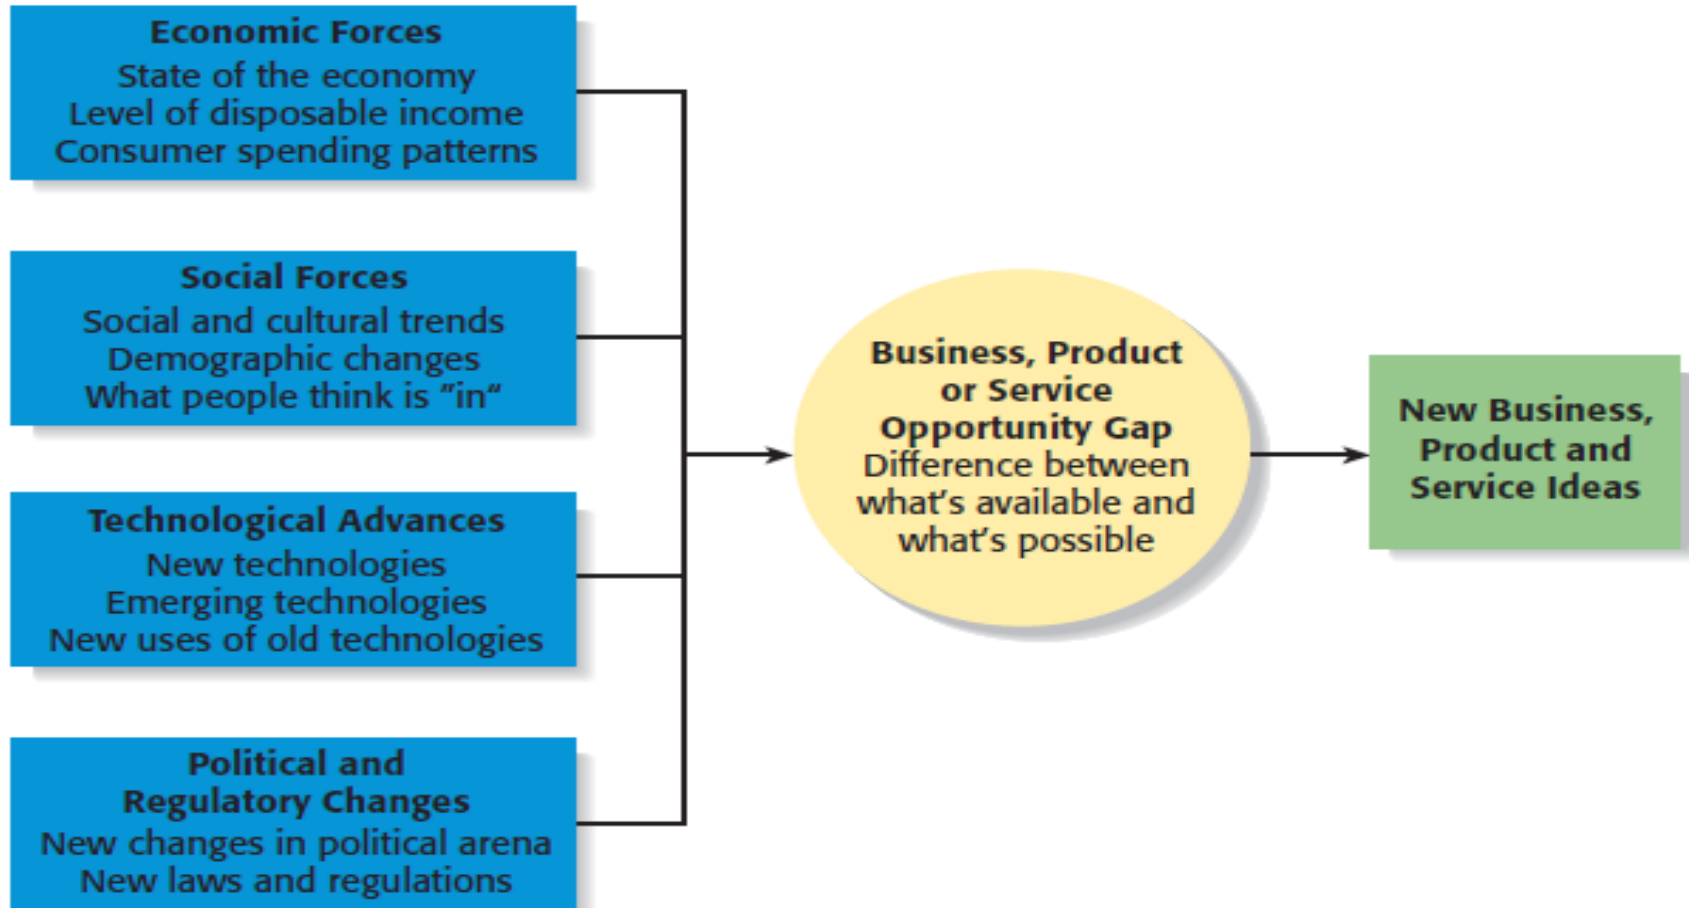 Economic Forces
State of the economy
Level of disposable income
Consumer spending patterns
Social Forces
Social and cultural trends
Demographic changes
What people think is "in"
Technological Advances
New technologies
Emerging technologies
New uses of old technologies
Political and
Regulatory Changes
New changes in political arena
New laws and regulations
Business, Product
or Service
Opportunity Gap
Difference between
what's available and
what's possible
New Business,
Product and
Service Ideas